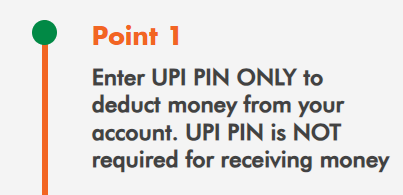 Point 1
Enter UPI PIN ONLY to
deduct money from your
account. UPI PIN is NOT
required for receiving money